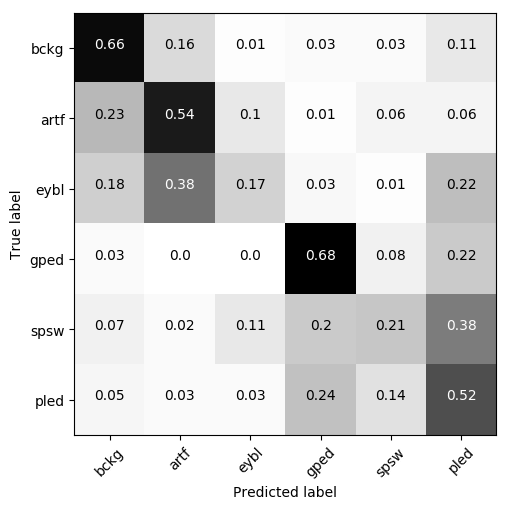 bckg 0.66 0.16 0.01 0.03 0.03 0.11
artf 0.23 0.54 0.1 0.01 0.06 0.06
eybl 0.18 0.38 0.17 0.03 0.01 0.22
gped 0.03 0.0 0.0 0.68 0.08 0.22
spsw 0.07 0.02 0.11 0.2 0.21 0.38
pled 0.05 0.03 0.03 0.24 0.14 0.52
True label
bckg artf eybl gped spsw pled
Predicted label